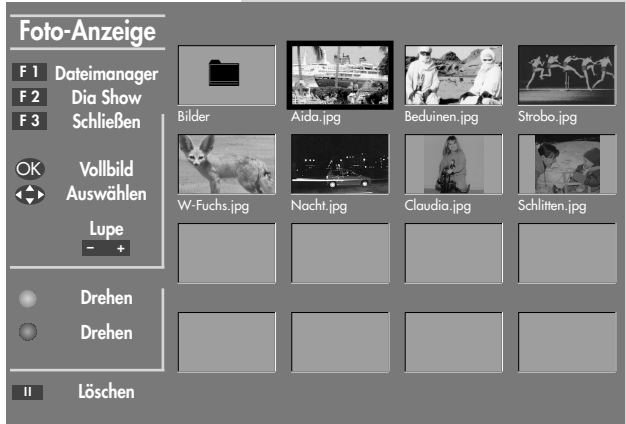 Foto-Anzeige
F 1 Dateimanager
F 2 Dia Show
F 3 Schließen
OK Vollbild
Auswählen
Lupe
− +
Drehen
Drehen
II Löschen
Bilder Aida.jpg Beduinen.jpg Strobo.jpg
W-Fuchs.jpg Nacht.jpg Claudia.jpg Schlitten.jpg